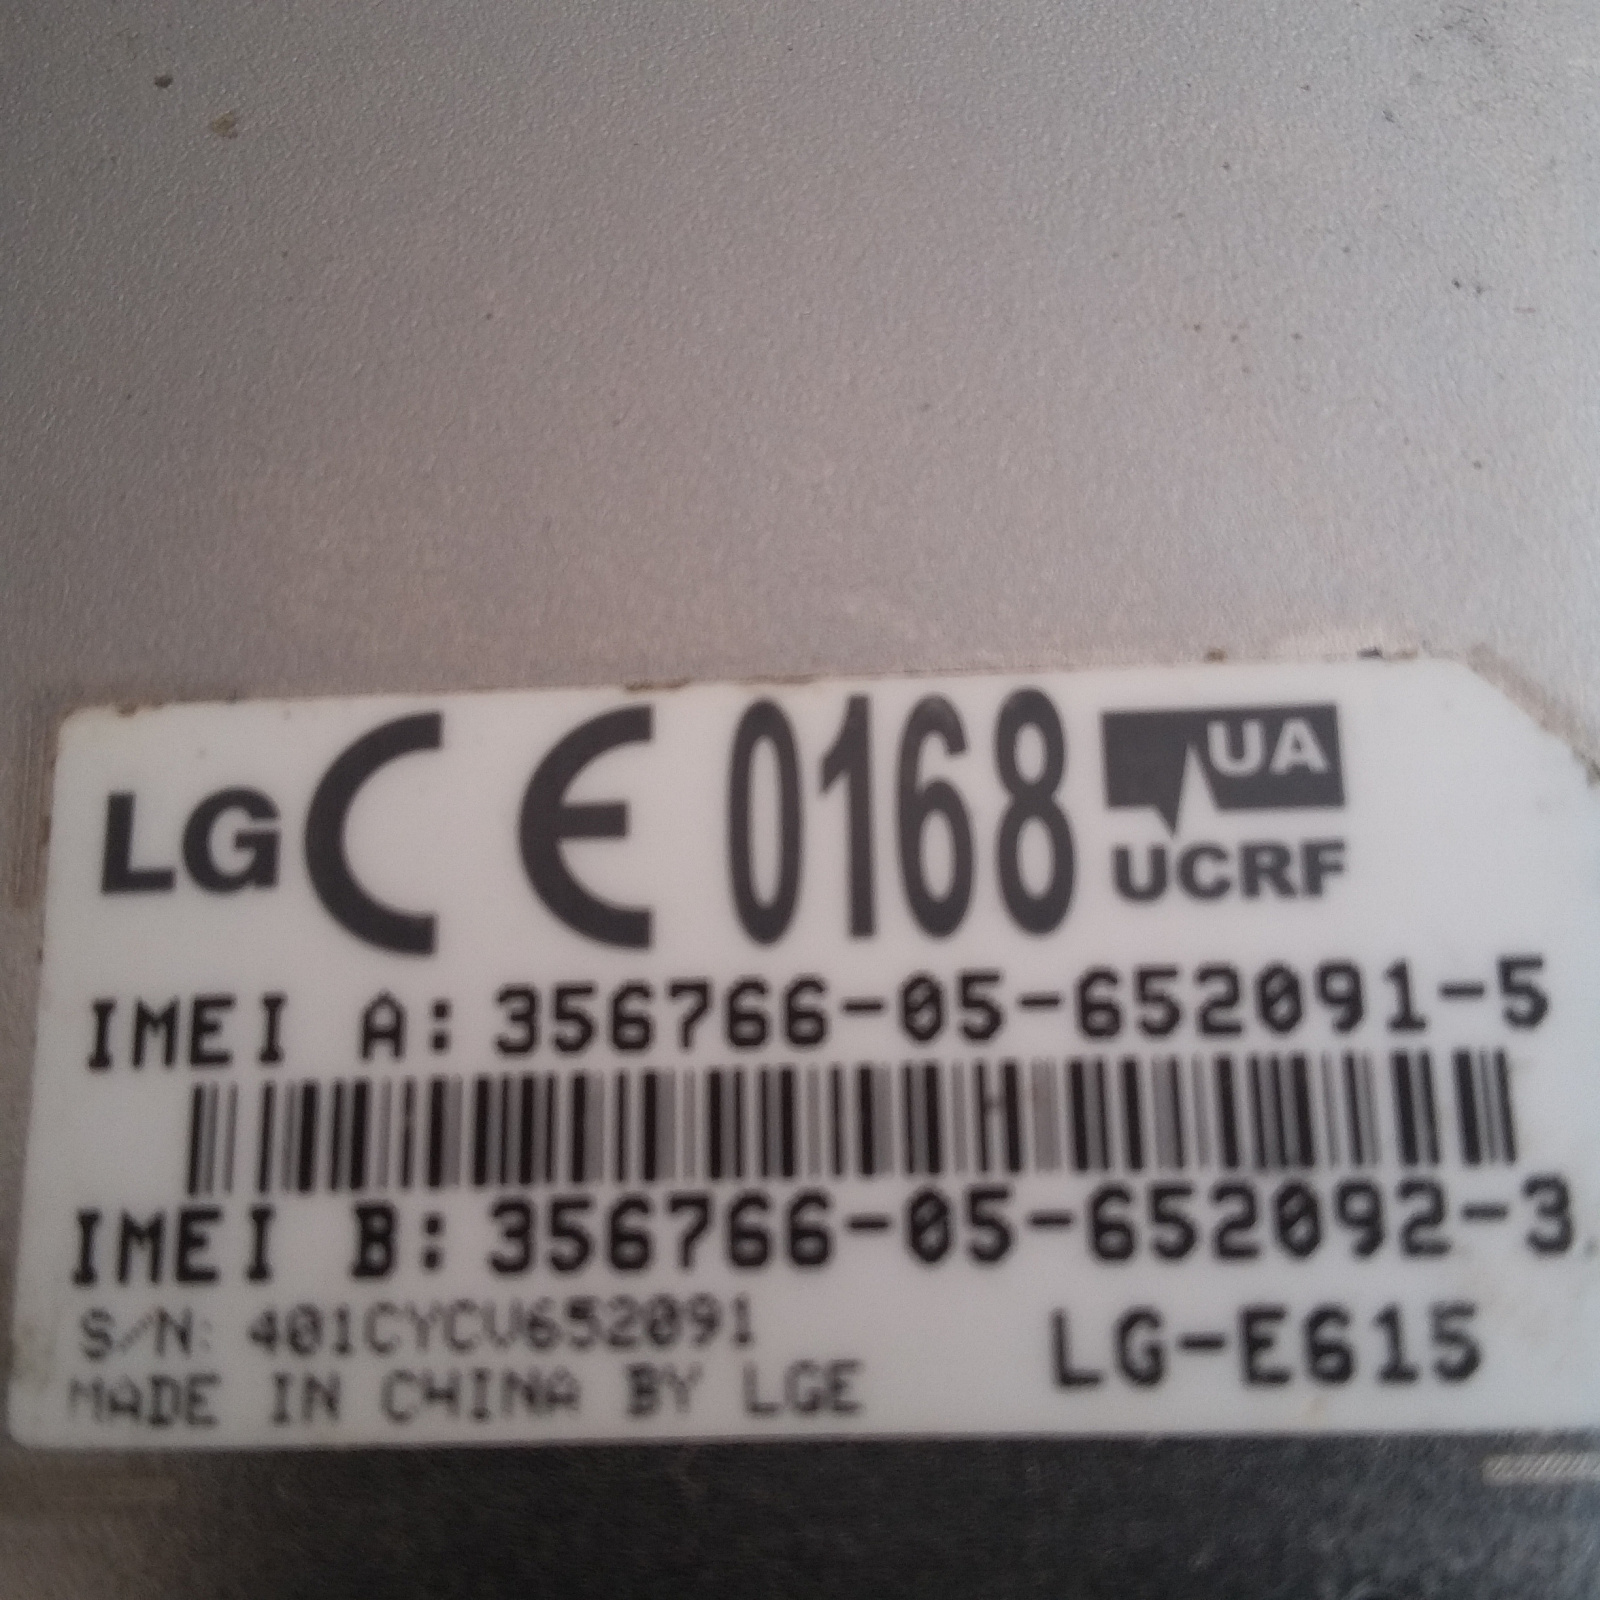 LG CE 0168 UA
UCRF
IMEI A: 356766-05-652091-5
IMEI B: 356766-05-652092-3
S/N: 401CYCV652091
LG-E615
MADE IN CHINA BY LGE